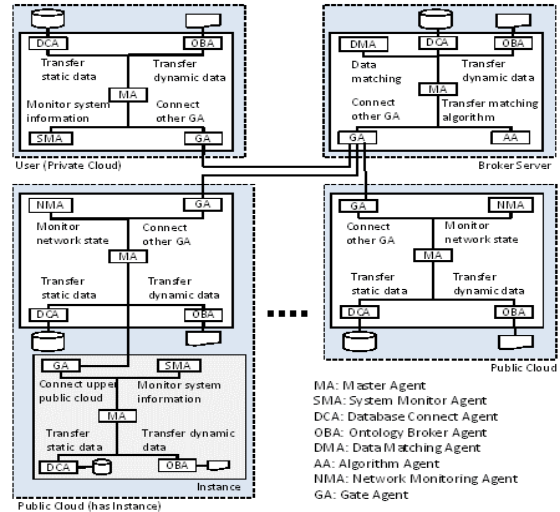 DCA
OBA
Transfer
static data
Transfer
dynamic data
MA
Monitor system
information
Connect
other GA
SMA
GA
User (Private Cloud)
DMA
DCA
OBA
Data
matching
Transfer
dynamic data
MA
Connect
other GA
Transfer matching
algorithm
GA
AA
Broker Server
NMA
GA
Monitor
network state
Connect
other GA
MA
Transfer
static data
Transfer
dynamic data
DCA
OBA
GA
SMA
Connect upper
public cloud
Monitor system
information
MA
Transfer
static data
Transfer dynamic
data
DCA
OBA
Instance
Public Cloud (has Instance)
GA
NMA
Connect
other GA
Monitor
network state
MA
Transfer
static data
Transfer
dynamic data
DCA
OBA
Public Cloud
MA: Master Agent
SMA: System Monitor Agent
DCA: Database Connect Agent
OBA: Ontology Broker Agent
DMA: Data Matching Agent
AA: Algorithm Agent
NMA: Network Monitoring Agent
GA: Gate Agent